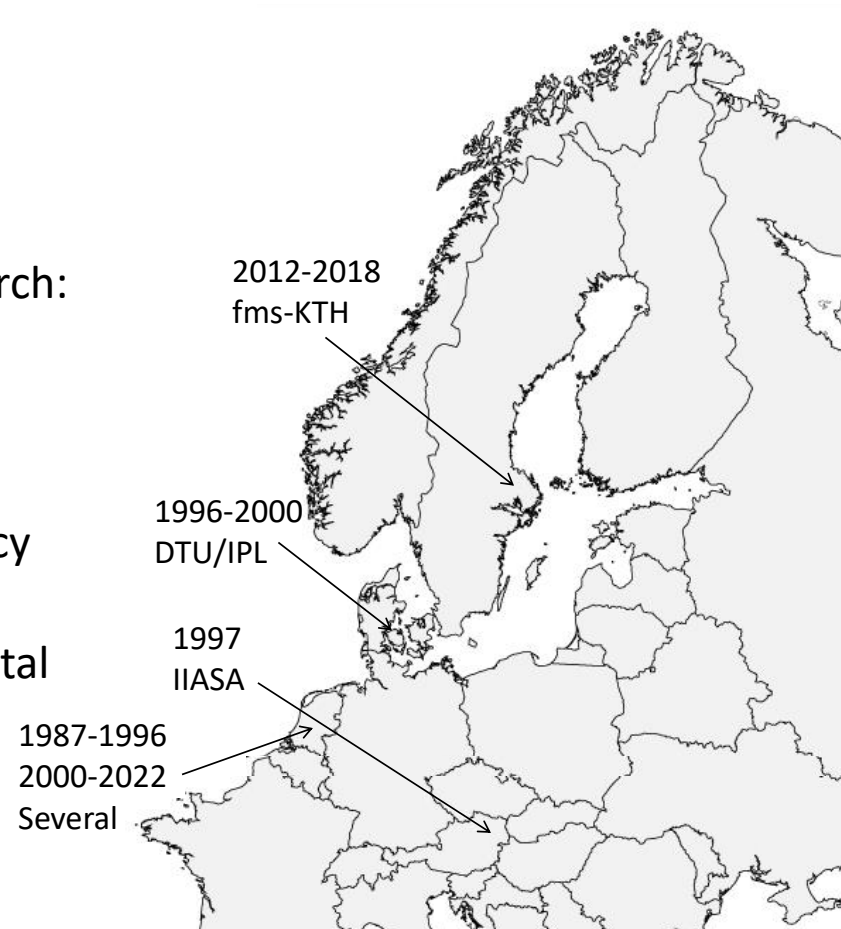 rch:
2012-2018
fms-KTH
1996-2000
DTU/IPL
cy
1997
IIASA
tal
1987-1996
2000-2022
Several